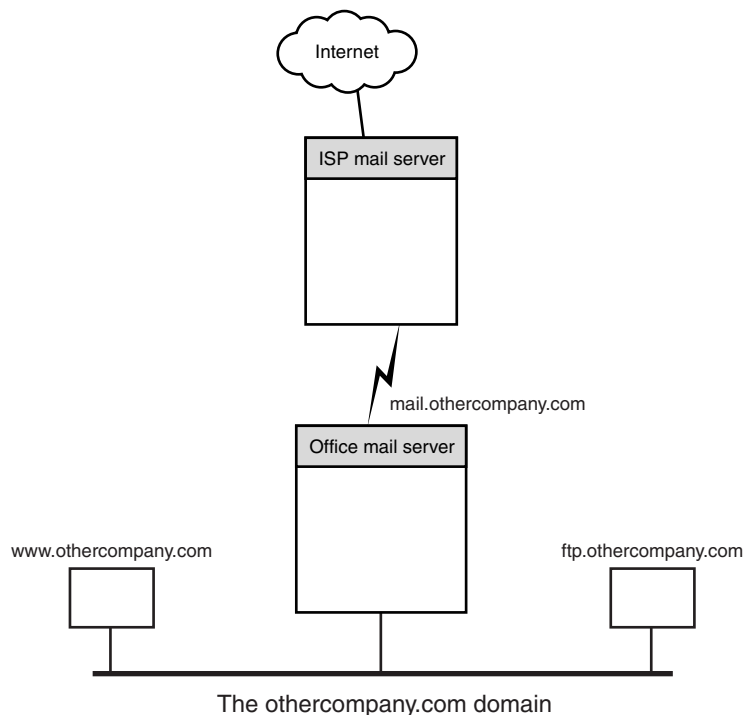 Internet
ISP mail server
mail.othercompany.com
Office mail server
www.othercompany.com
ftp.othercompany.com
The othercompany.com domain